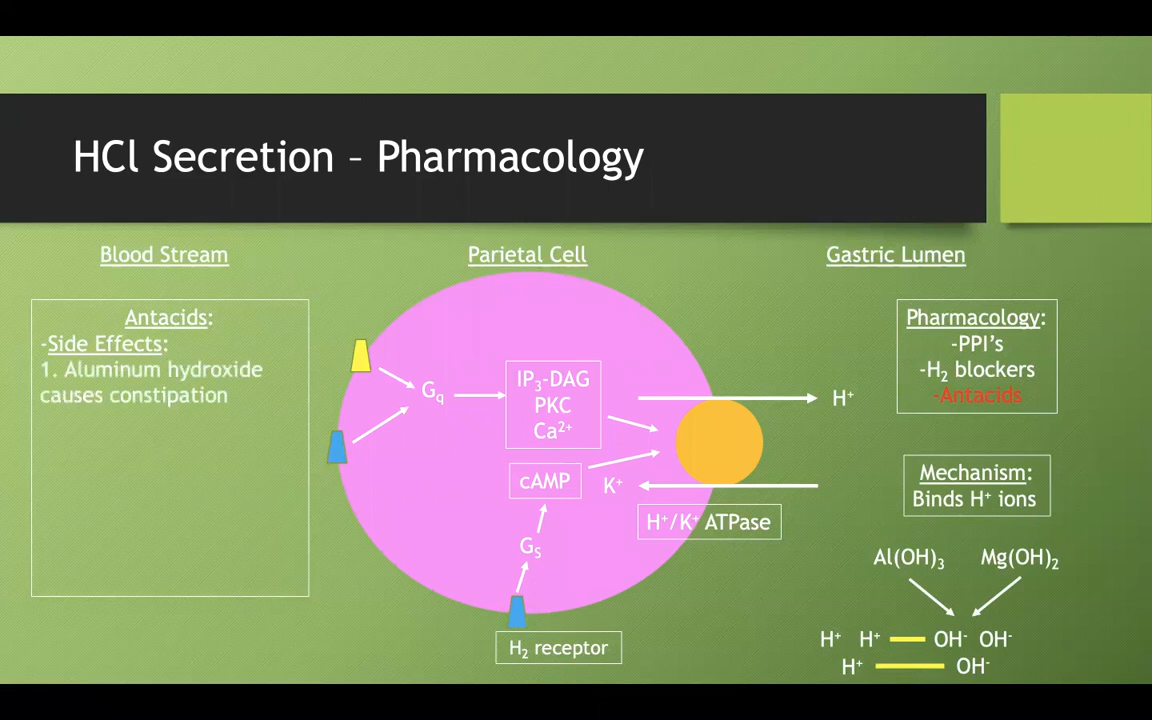 HCl Secretion – Pharmacology
Blood Stream
Parietal Cell
Gastric Lumen
Antacids:
-Side Effects:
1. Aluminum hydroxide
causes constipation
Gq
IP3-DAG
PKC
Ca2+
cAMP
K+
GS
H2 receptor
H+/K+ ATPase
H+
Pharmacology:
-PPI's
-H2 blockers
-Antacids
Mechanism:
Binds H+ ions
Al(OH)3 Mg(OH)2
H+ H+ OH- OH-
H+ OH-